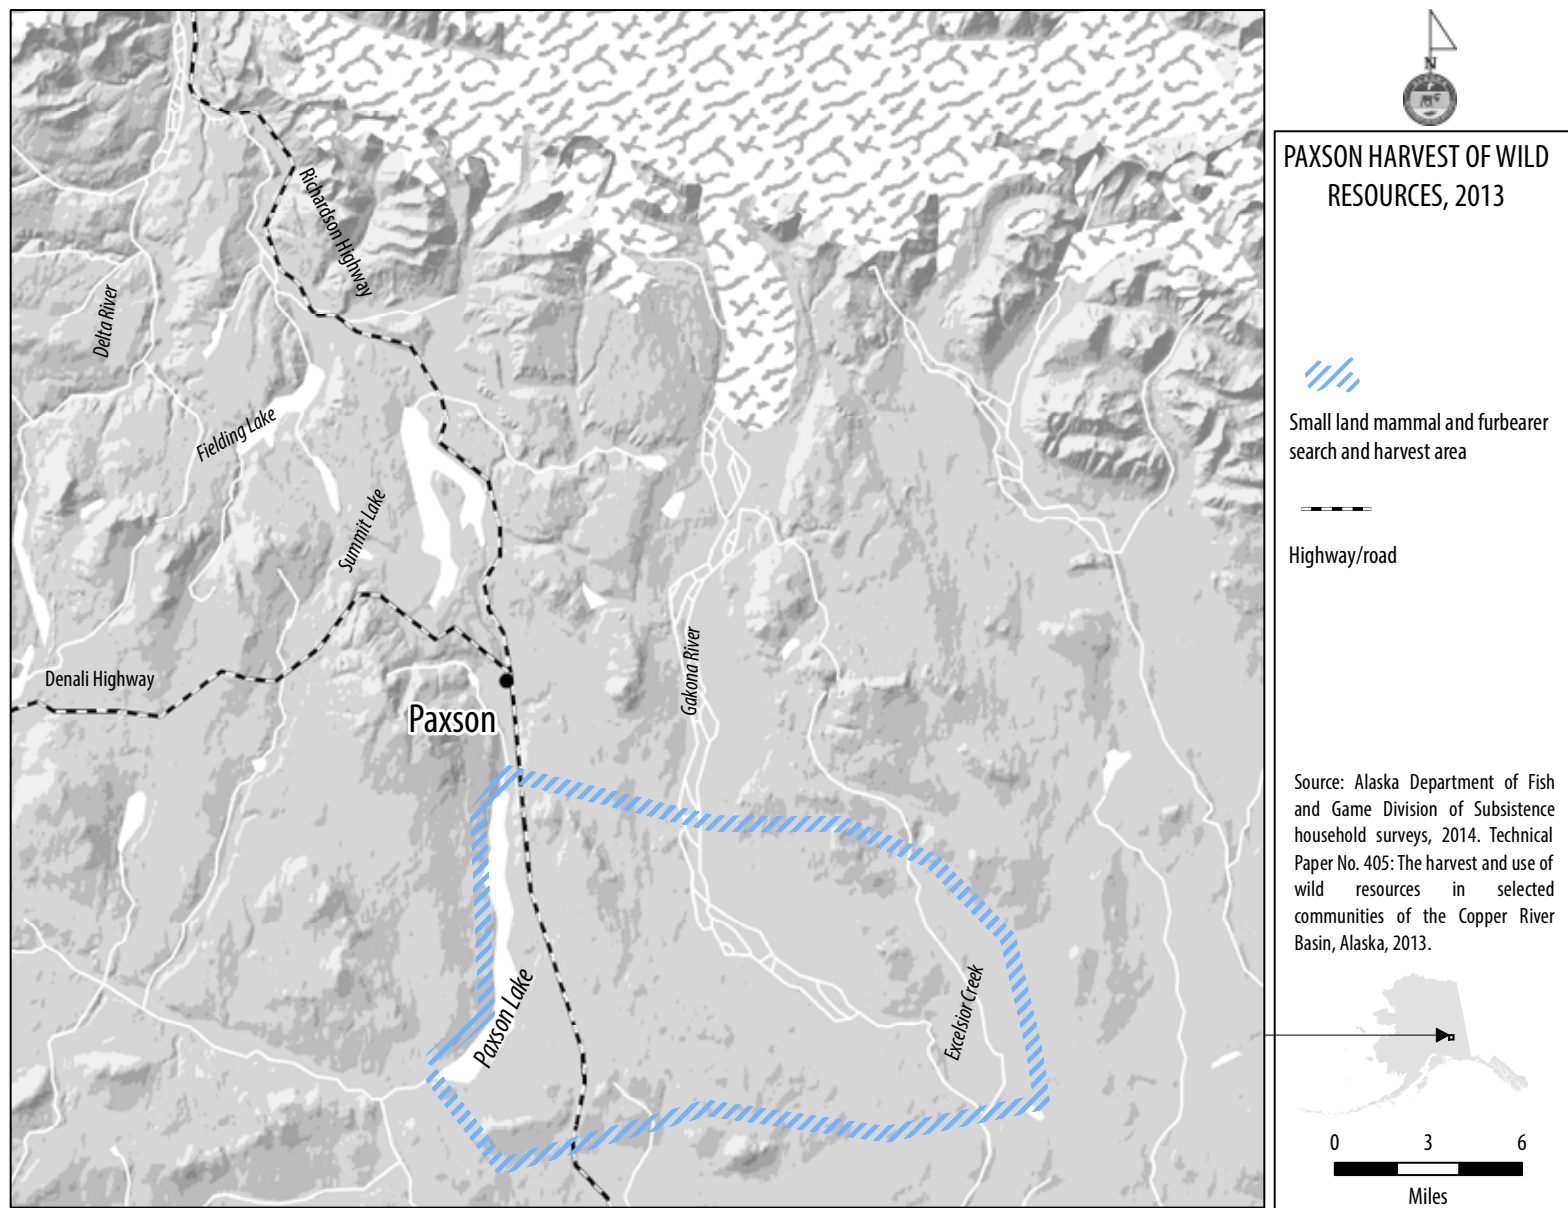 Richardson Highway
Delta River
Fielding Lake
Summit Lake
Denali Highway
Paxson
Gakona River
Paxson Lake
Excelsior Creek
N
PAXSON HARVEST OF WILD
RESOURCES, 2013
Small land mammal and furbearer
search and harvest area
Highway/road
Source: Alaska Department of Fish
and Game Division of Subsistence
household surveys, 2014. Technical
Paper No. 405: The harvest and use of
wild resources in selected
communities of the Copper River
Basin, Alaska, 2013.
0 3 6
Miles